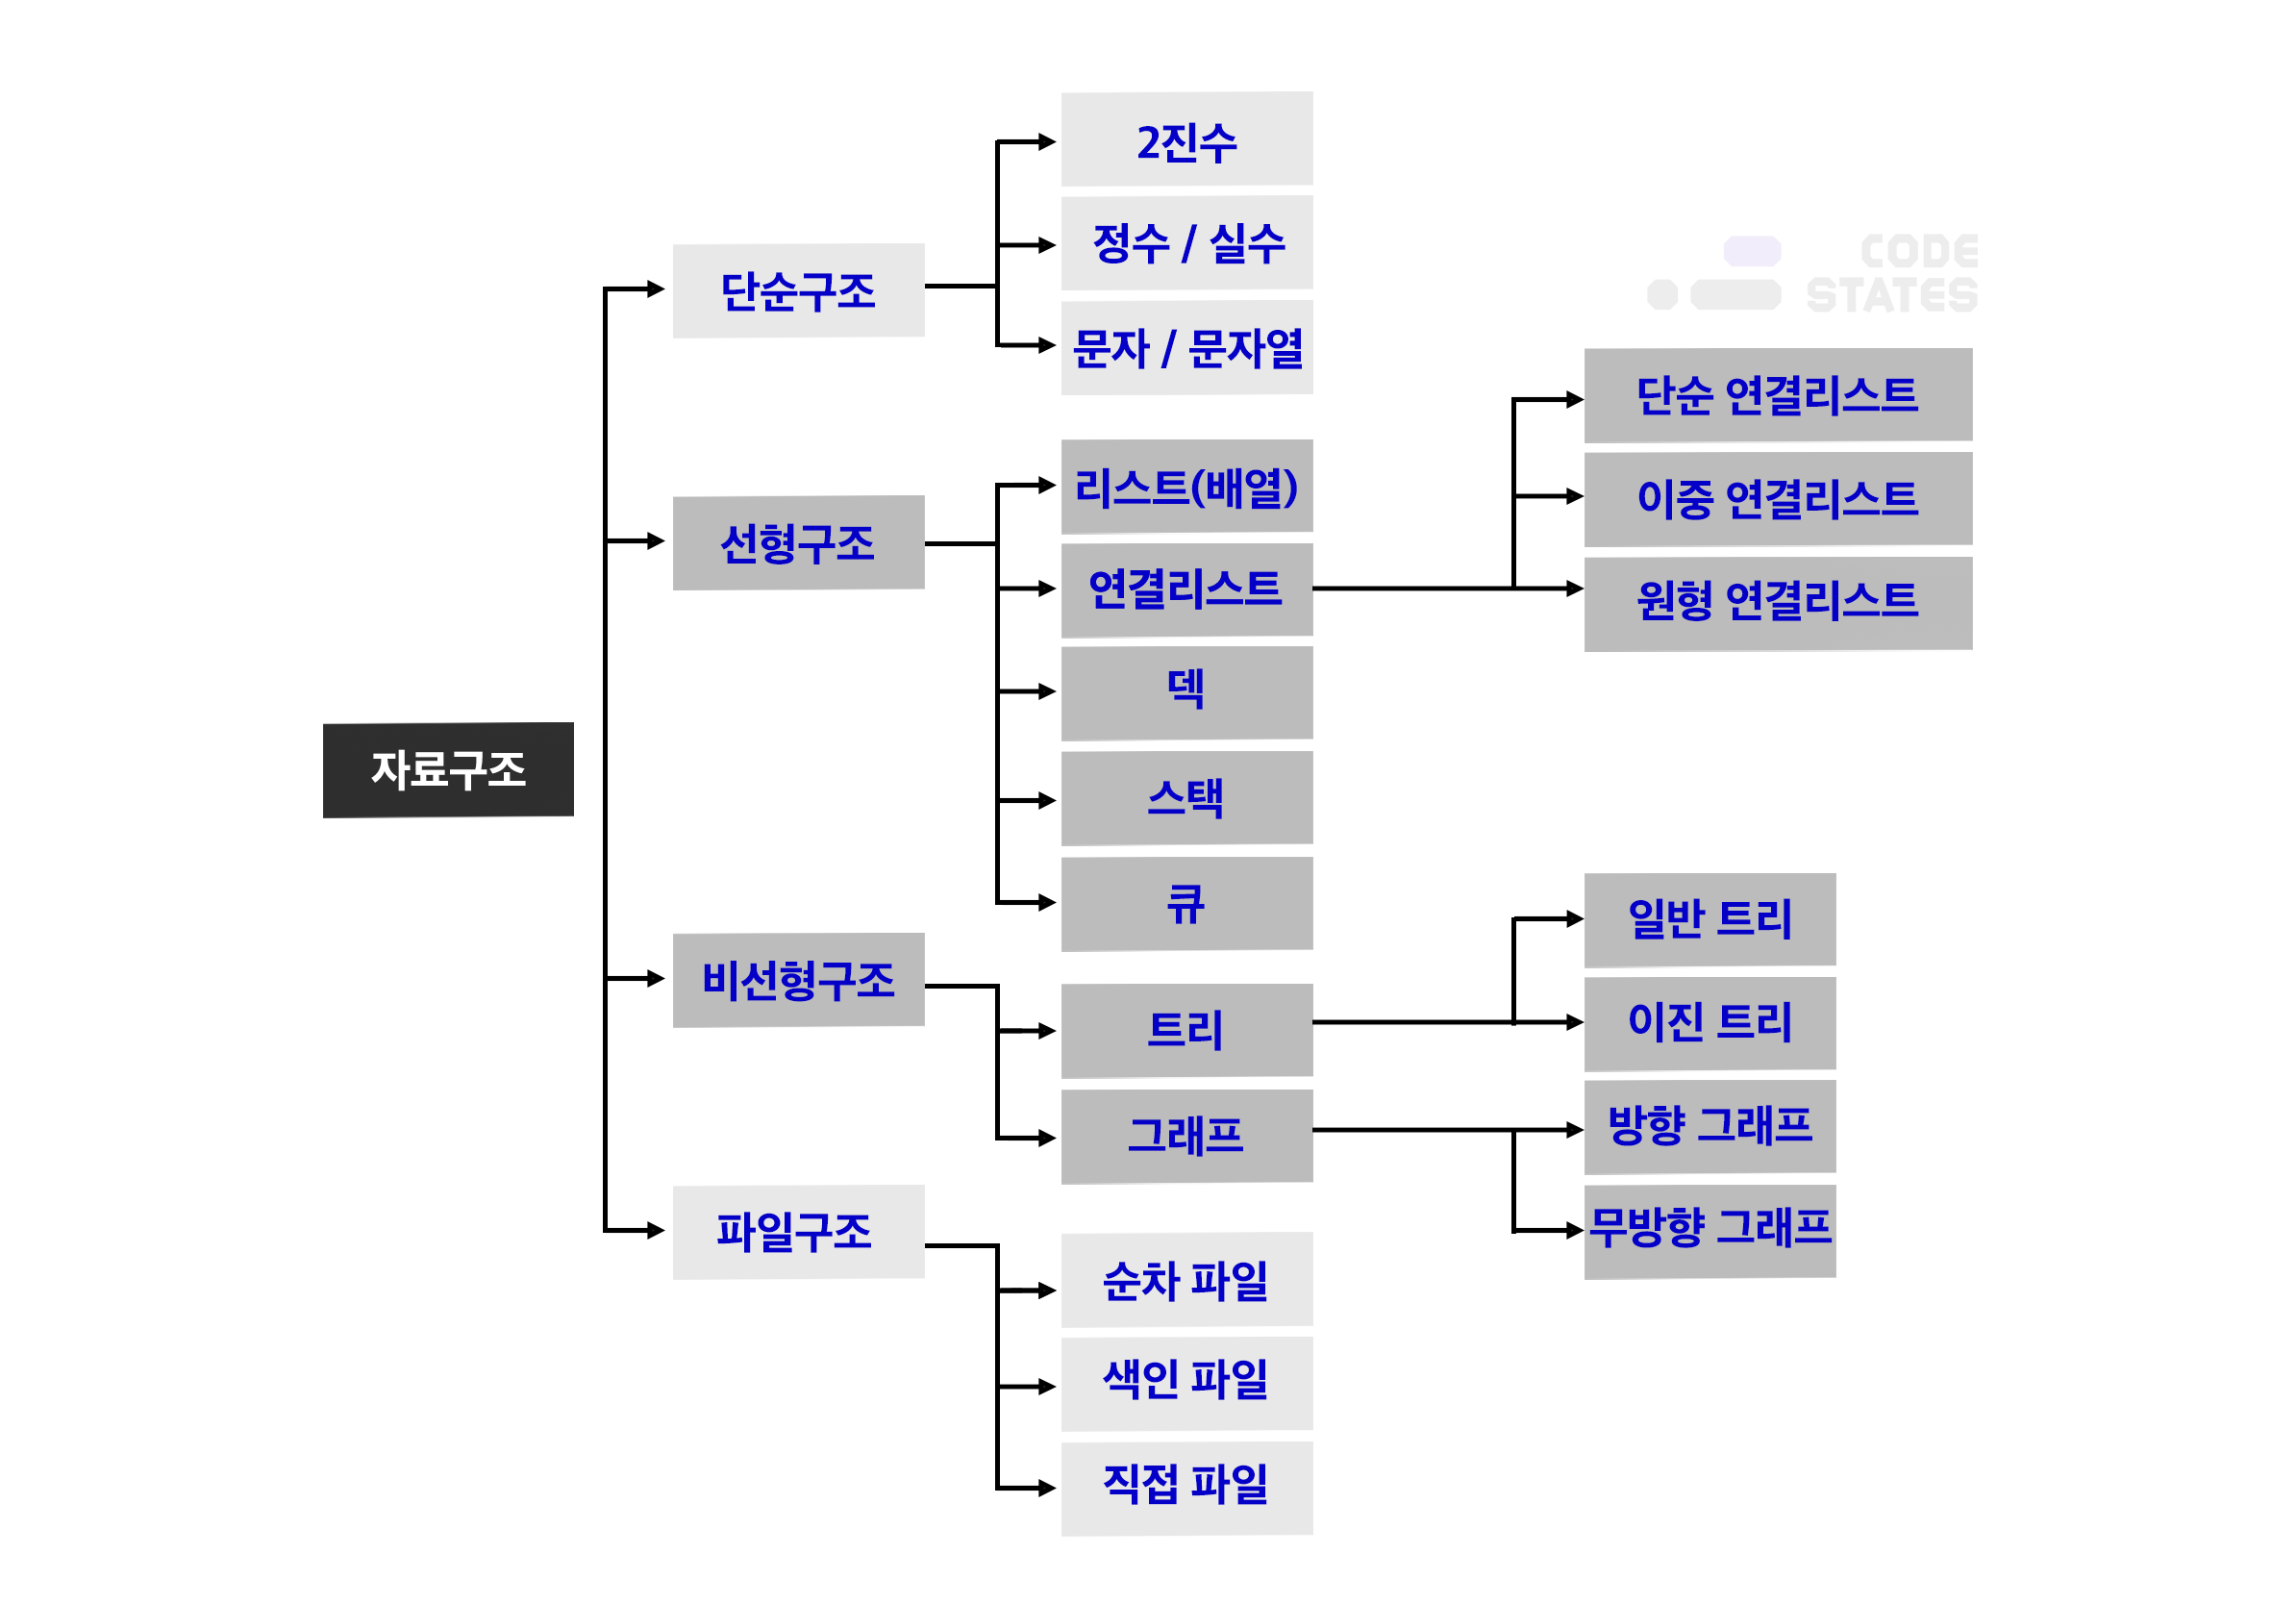 자료구조
단순구조
2진수
정수 / 실수
문자 / 문자열
선형구조
리스트(배열)
연결리스트
덱
스택
큐
단순 연결리스트
이중 연결리스트
원형 연결리스트
비선형구조
트리
그래프
일반 트리
이진 트리
방향 그래프
무방향 그래프
파일구조
순차 파일
색인 파일
직접 파일
CODE
STATES